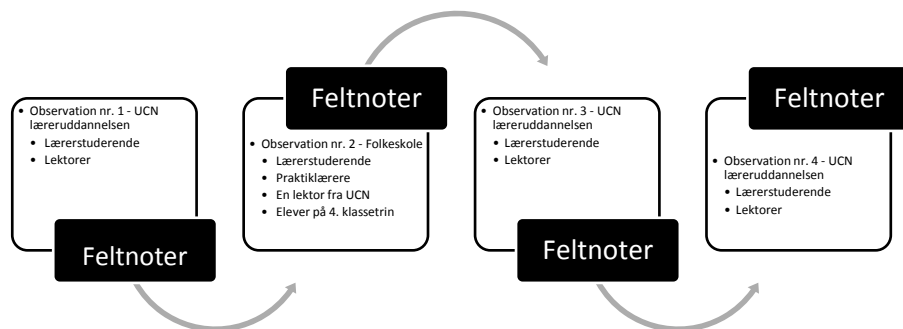 • Observation nr. 1 - UCN
læreruddannelsen
• Lærerstuderende
• Lektorer
Feltnoter
Feltnoter
• Observation nr. 2 - Folkeskole
• Lærerstuderende
• Praktiklærere
• En lektor fra UCN
• Elever på 4. klassetrin
• Observation nr. 3 - UCN
læreruddannelsen
• Lærerstuderende
• Lektorer
Feltnoter
Feltnoter
• Observation nr. 4 - UCN
læreruddannelsen
• Lærerstuderende
• Lektorer